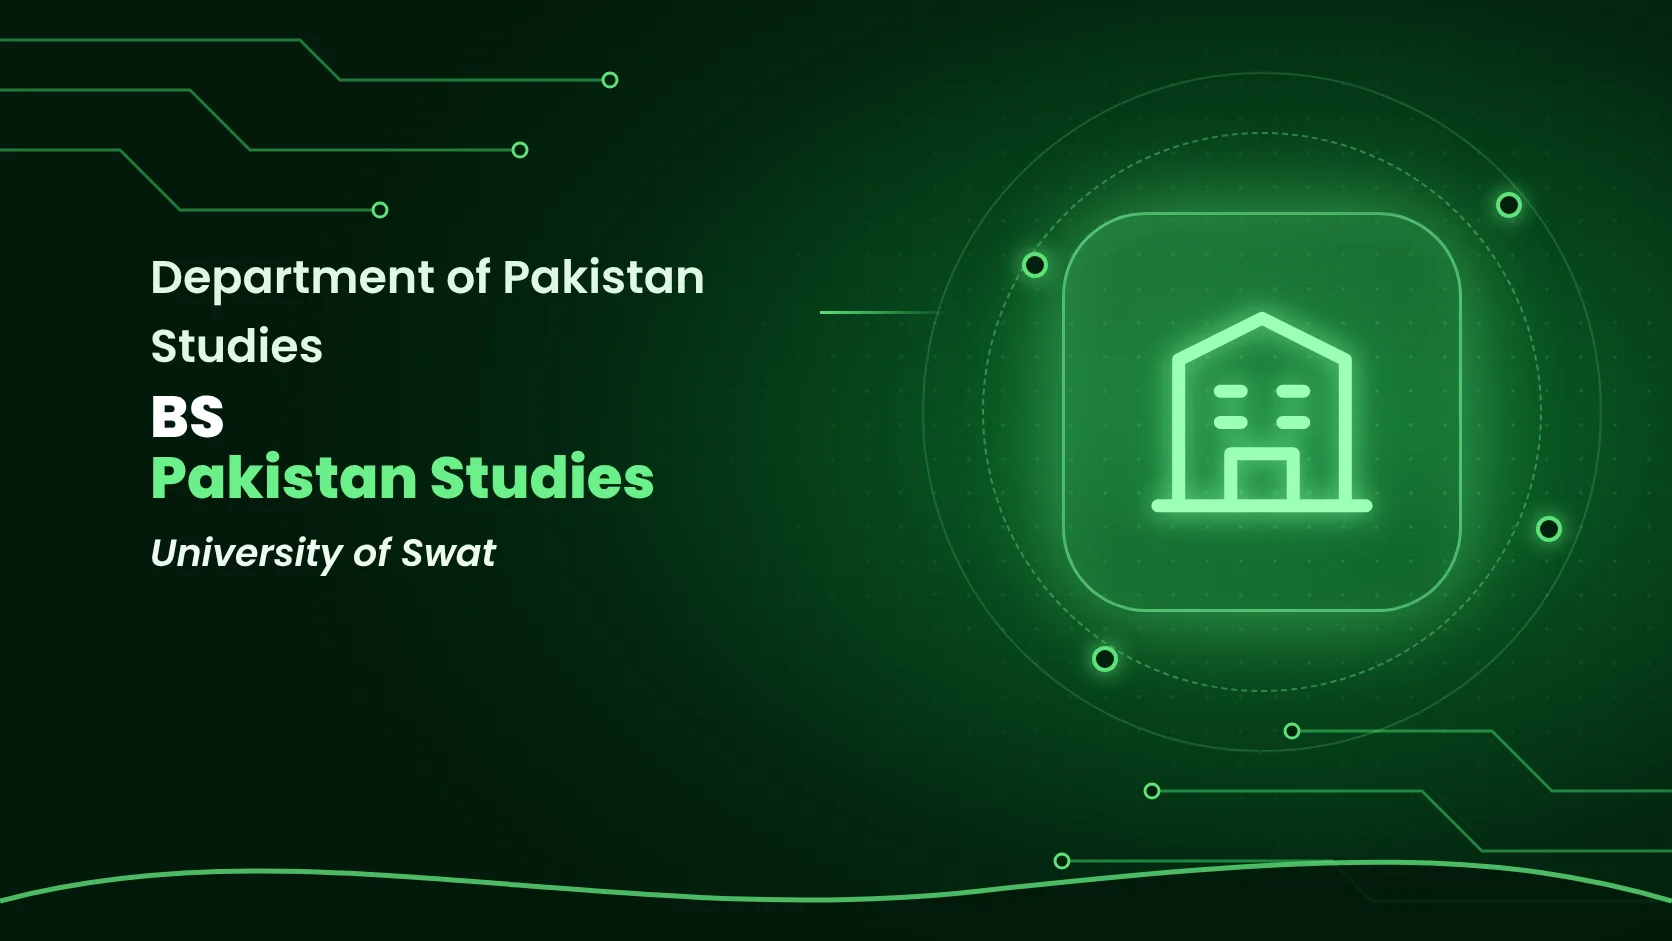 Department of Pakistan
Studies
BS
Pakistan Studies
University of Swat